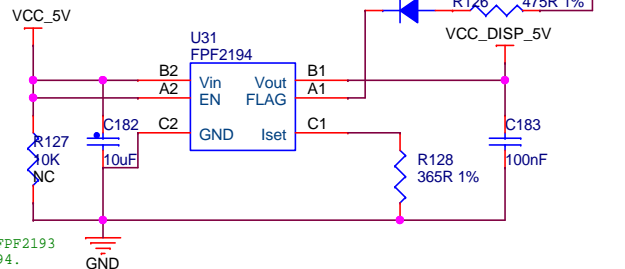 R126 475R 1%
VCC_5V
VCC_DISP_5V
U31
FPF2194
B2 Vin Vout B1
A2 EN FLAG A1
C2 GND Iset C1
C182
10uF
R127
10K
NC
R128
365R 1%
C183
100nF
FPF2193
94.
GND